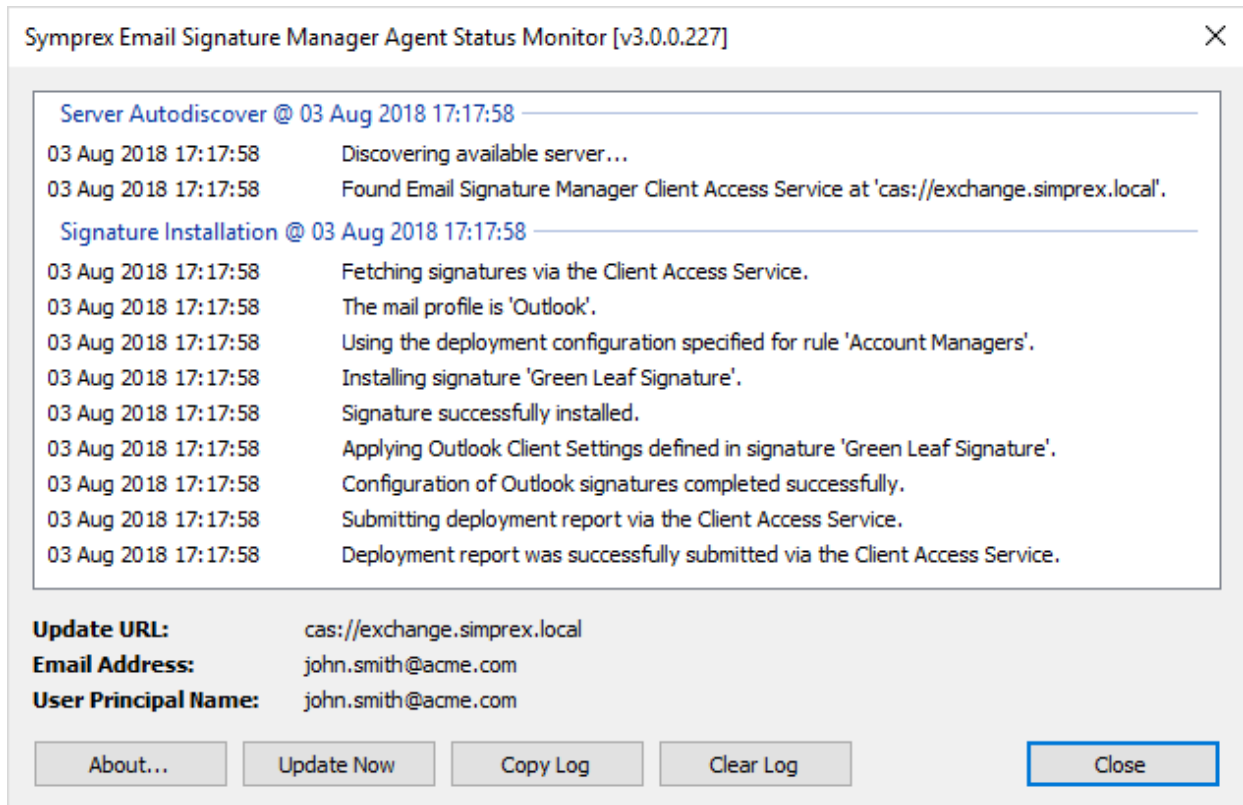 Symprex Email Signature Manager Agent Status Monitor [v3.0.0.227]
Server Autodiscover @ 03 Aug 2018 17:17:58
03 Aug 2018 17:17:58 Discovering available server...
03 Aug 2018 17:17:58 Found Email Signature Manager Client Access Service at 'cas://exchange.simprex.local'.
Signature Installation @ 03 Aug 2018 17:17:58
03 Aug 2018 17:17:58 Fetching signatures via the Client Access Service.
03 Aug 2018 17:17:58 The mail profile is 'Outlook'.
03 Aug 2018 17:17:58 Using the deployment configuration specified for rule 'Account Managers'.
03 Aug 2018 17:17:58 Installing signature 'Green Leaf Signature'.
03 Aug 2018 17:17:58 Signature successfully installed.
03 Aug 2018 17:17:58 Applying Outlook Client Settings defined in signature 'Green Leaf Signature'.
03 Aug 2018 17:17:58 Configuration of Outlook signatures completed successfully.
03 Aug 2018 17:17:58 Submitting deployment report via the Client Access Service.
03 Aug 2018 17:17:58 Deployment report was successfully submitted via the Client Access Service.
Update URL: cas://exchange.simprex.local
Email Address: john.smith@acme.com
User Principal Name: john.smith@acme.com
About... Update Now Copy Log Clear Log Close